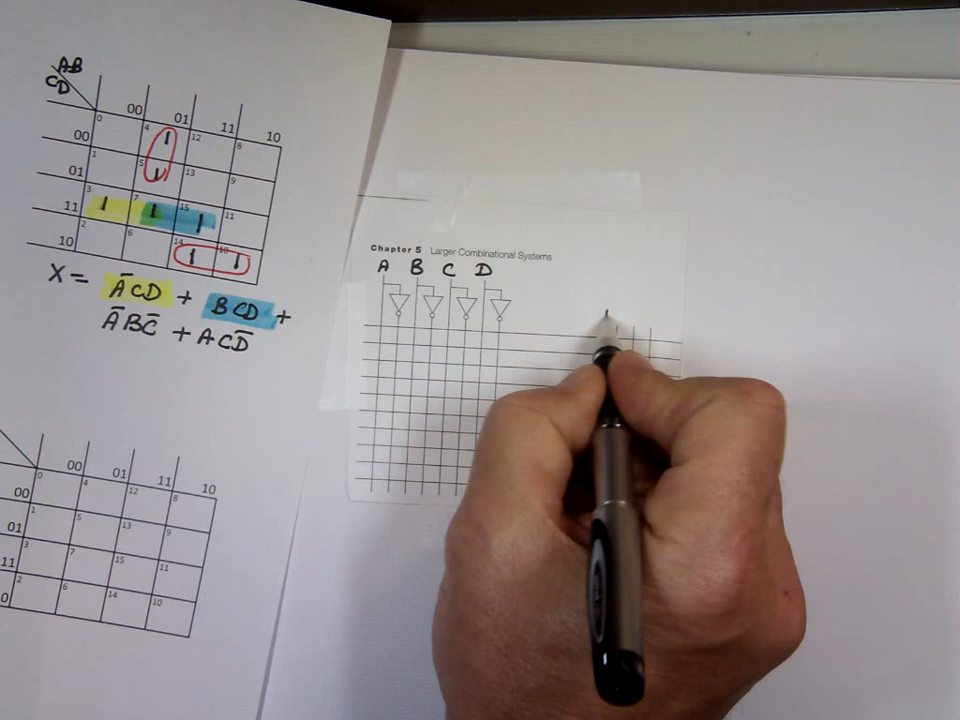 AB
CD
00 01 11 10
00 0 4 1 12 8
01 1 5 1 13 9
11 3 1 7 1 15 1 11
10 2 6 14 1 10 1
X = A̅CD + BCD +
A̅BC̅ + ACD̅
Chapter 5 Larger Combinational Systems
A B C D
00 01 11 10
00 0 4 12 8
01 1 5 13 9
11 3 7 15 11
0 2 6 14 10